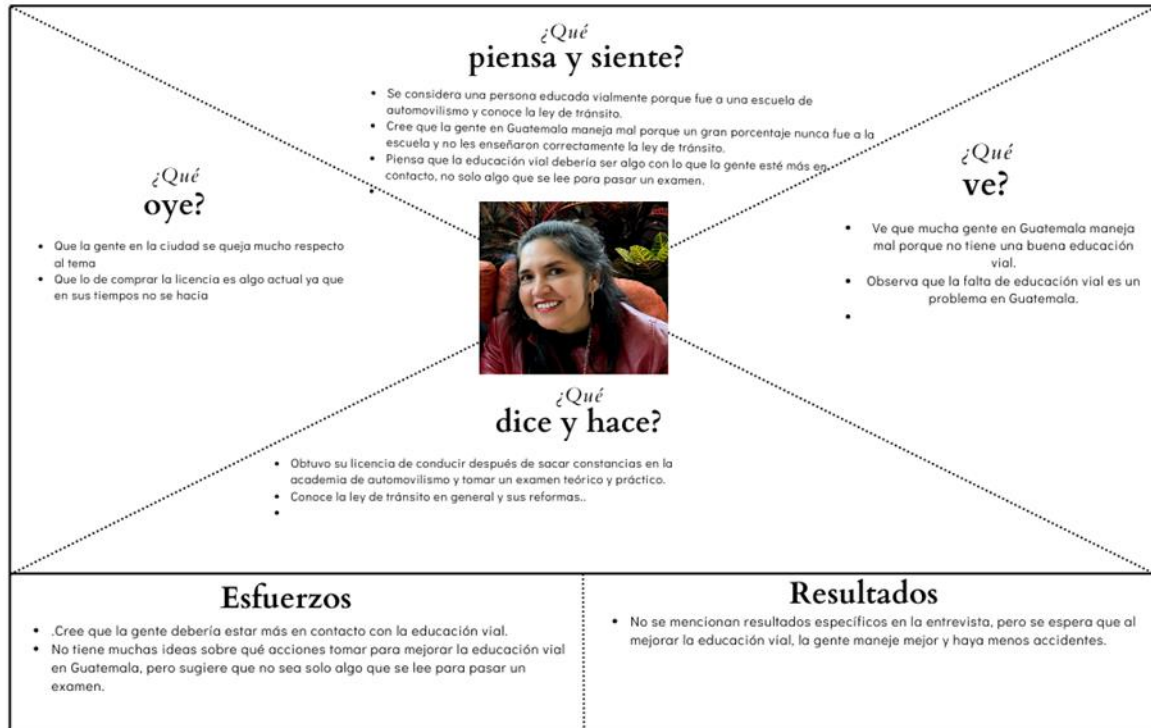 ¿Qué
piensa y siente?
• Se considera una persona educada vialmente porque fue a una escuela de
automovilismo y conoce la ley de tránsito.
• Cree que la gente en Guatemala maneja mal porque un gran porcentaje nunca fue a la
escuela y no les enseñaron correctamente la ley de tránsito.
• Piensa que la educación vial debería ser algo con lo que la gente esté más en
contacto, no solo algo que se lee para pasar un examen.
•
¿Qué
oye?
• Que la gente en la ciudad se queja mucho respecto
al tema
• Que lo de comprar la licencia es algo actual ya que
en sus tiempos no se hacia
¿Qué
ve?
• Ve que mucha gente en Guatemala maneja
mal porque no tiene una buena educación
vial.
• Observa que la falta de educación vial es un
problema en Guatemala.
•
¿Qué
dice y hace?
• Obtuvo su licencia de conducir después de sacar constancias en la
academia de automovilismo y tomar un examen teórico y práctico.
• Conoce la ley de tránsito en general y sus reformas..
•
Esfuerzos
• .Cree que la gente debería estar más en contacto con la educación vial.
• No tiene muchas ideas sobre qué acciones tomar para mejorar la educación vial
en Guatemala, pero sugiere que no sea solo algo que se lee para pasar un
examen.
Resultados
• No se mencionan resultados específicos en la entrevista, pero se espera que al
mejorar la educación vial, la gente maneje mejor y haya menos accidentes.